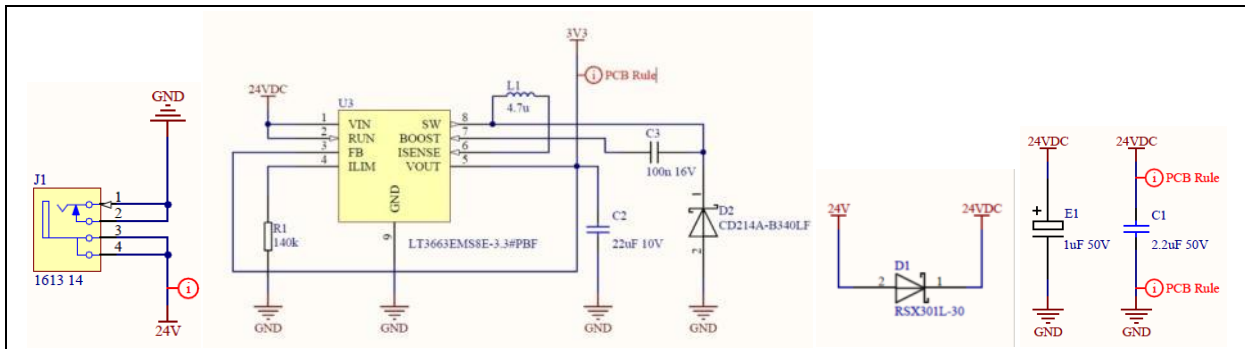 GND
J1
1
2
3
4
1613 14
24V
3V3
PCB Rule
24VDC
U3
L1
4.7u
1
2
3
4
VIN
RUN
FB
ILIM
SW
BOOST
ISENSE
VOUT
GND
8
7
6
5
9
C3
100n 16V
R1
140k
LT3663EMS8E-3.3#PBF
C2
22uF 10V
1
D2
CD214A-B340LF
2
GND
GND
GND
GND
24V
24VDC
D1
2
1
RSX301L-30
24VDC
24VDC
PCB Rule
+
E1
1uF 50V
C1
2.2uF 50V
PCB Rule
GND
GND